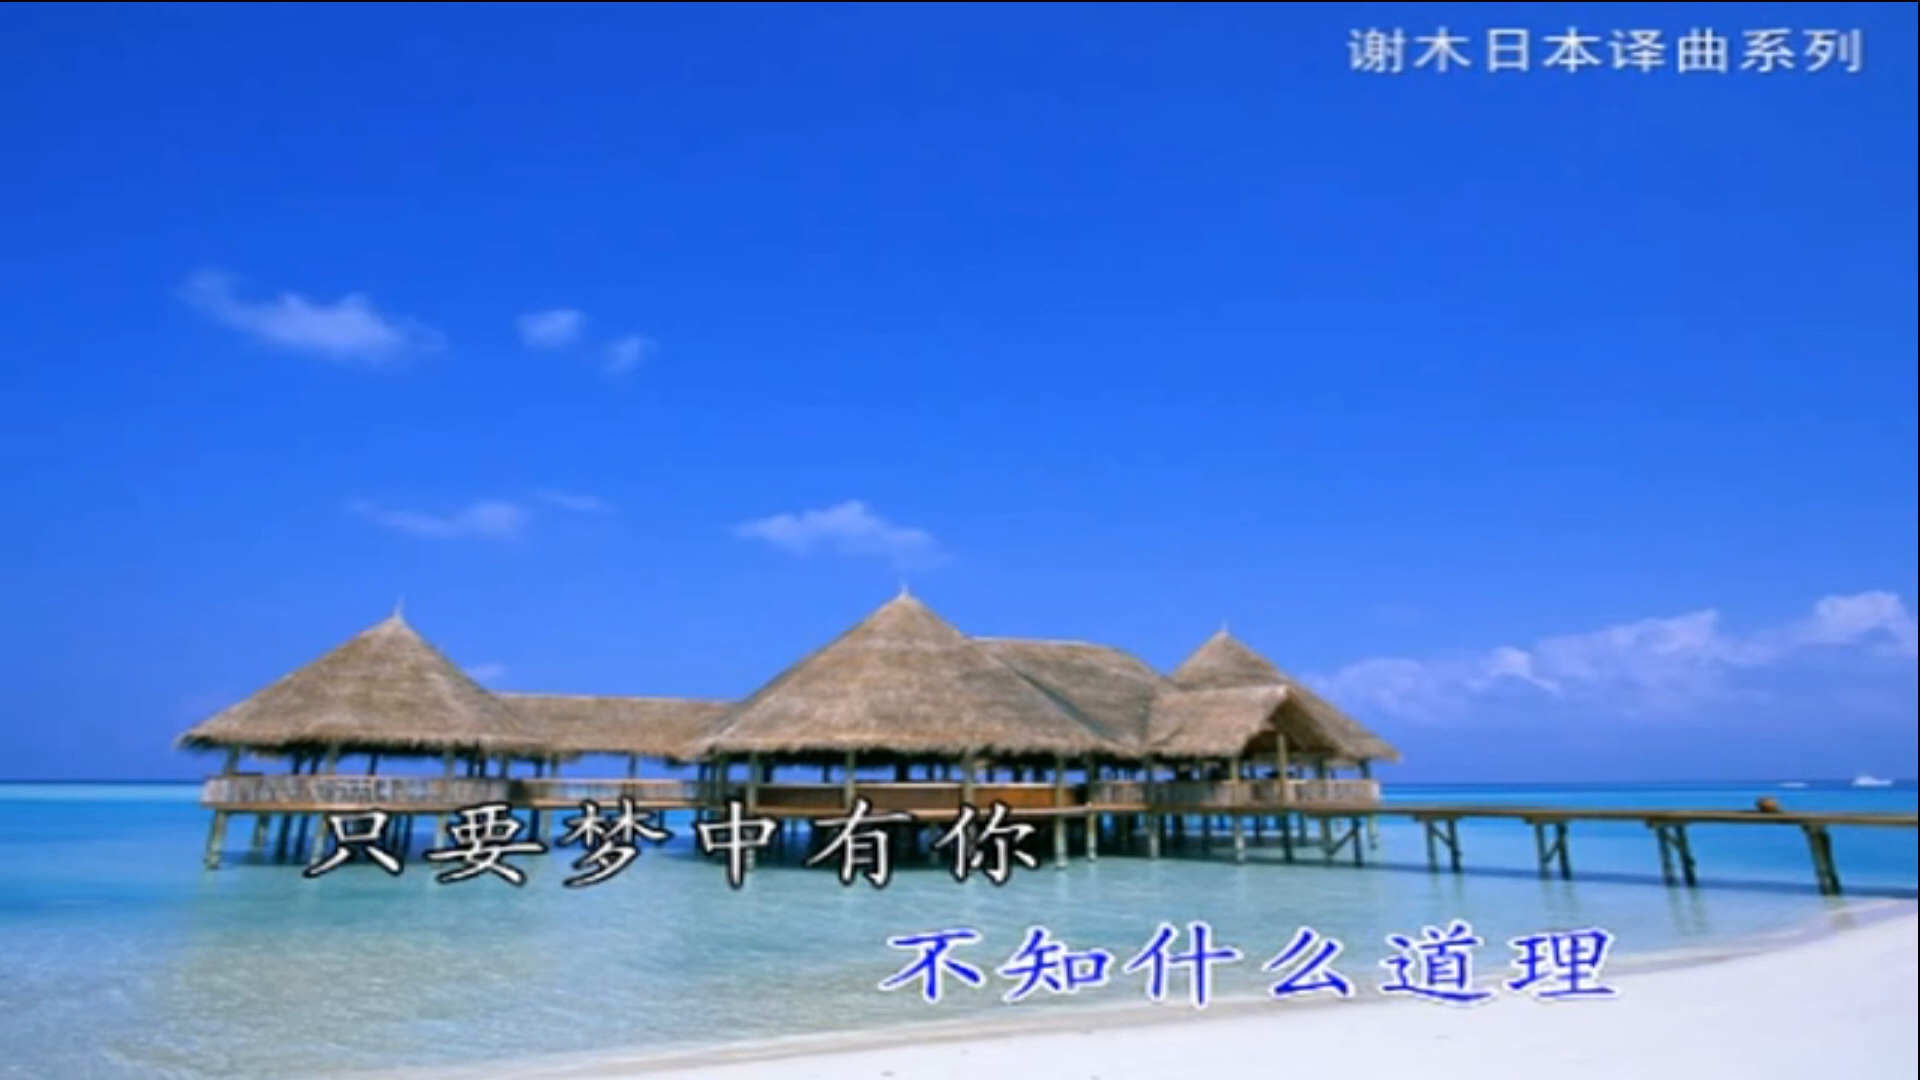 谢木日本译曲系列
只要梦中有你
不知什么道理